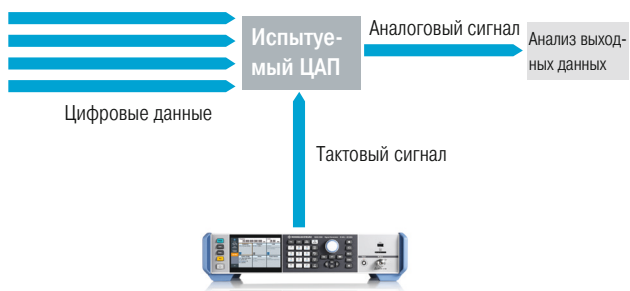 Испытуе-
мый ЦАП
Аналоговый сигнал
Анализ выход-
ных данных
Цифровые данные
Тактовый сигнал